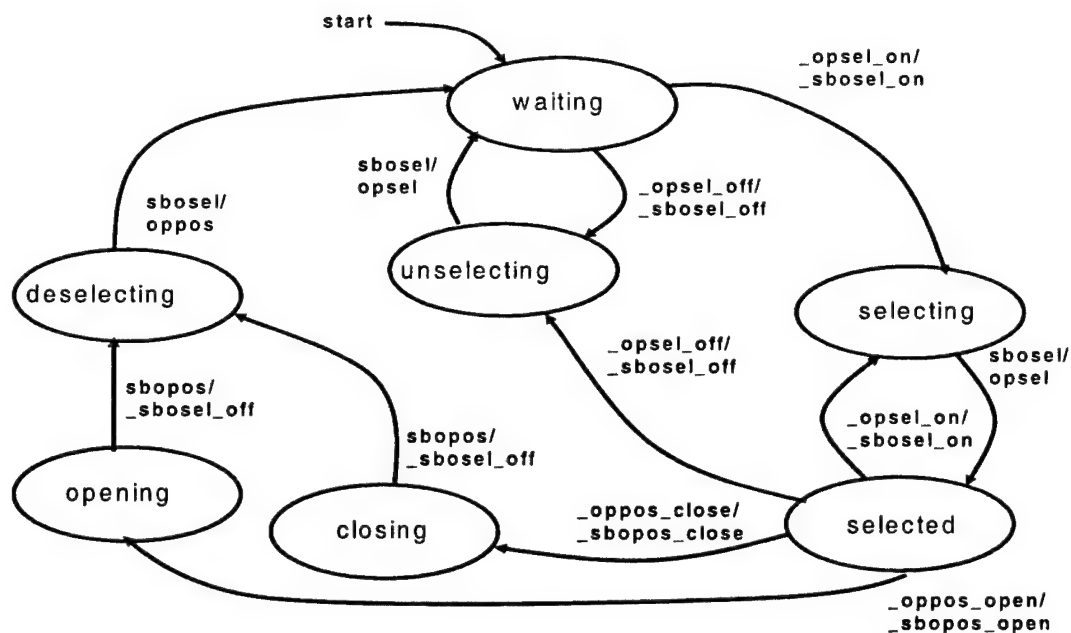 start
_opsel_on/
_sbosel_on
waiting
sbosel/
opsel
_opsel_off/
_sbosel_off
sbosel/
oppos
unselecting
deselecting
selecting
_opsel_off/
_sbosel_off
sbosel/
opsel
sbopos/
_sbosel_off
_opsel_on/
_sbosel_on
sbopos/
_sbosel_off
opening
_oppos_close/
_sbopos_close
closing
selected
_oppos_open/
_sbopos_open